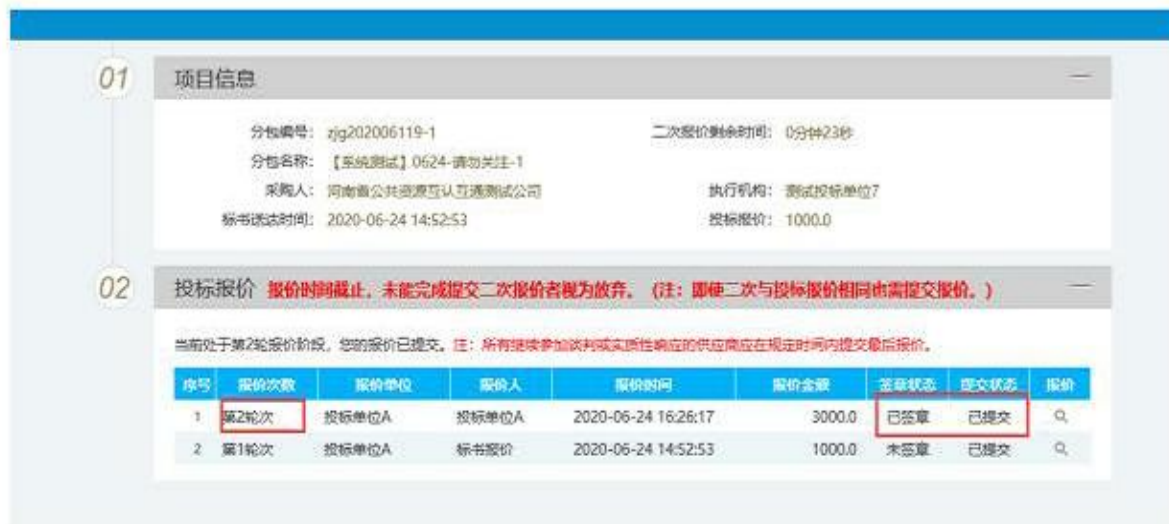 01 项目信息 —
分包编号： zjg202006119-1 二次报价剩余时间： 0分钟23秒
分包名称： 【系统测试】0624-请勿关注-1
采购人： 河南省公共资源互认互通测试公司 执行机构： 测试投标单位7
标书送达时间： 2020-06-24 14:52:53 投标报价： 1000.0
02 投标报价 报价时间截止，未能完成提交二次报价者视为放弃。（注：即使二次与投标报价相同也需提交报价。） —
当前处于第2轮报价阶段，您的报价已提交。注：所有继续参加谈判或实质性响应的供应商应在规定时间内提交最后报价。
序号 报价次数 报价单位 报价人 报价时间 报价金额 签章状态 提交状态 报价
1 第2轮次 投标单位A 投标单位A 2020-06-24 16:26:17 3000.0 已签章 已提交
2 第1轮次 投标单位A 标书报价 2020-06-24 14:52:53 1000.0 未签章 已提交